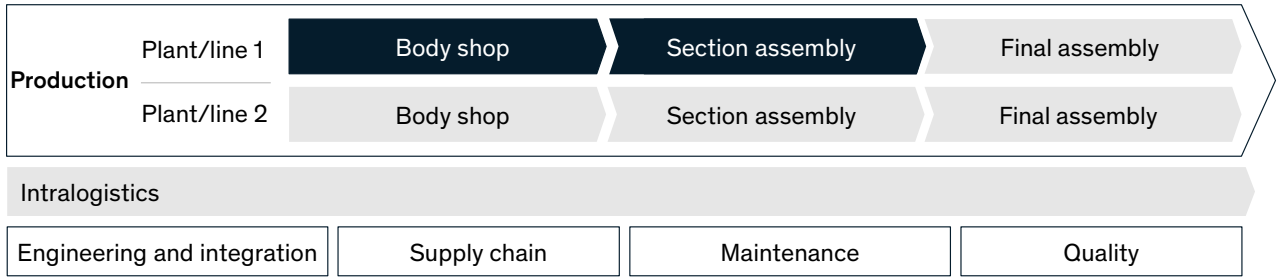 Plant/line 1
Body shop
Section assembly
Final assembly
Production
Plant/line 2
Body shop
Section assembly
Final assembly
Intralogistics
Engineering and integration
Supply chain
Maintenance
Quality